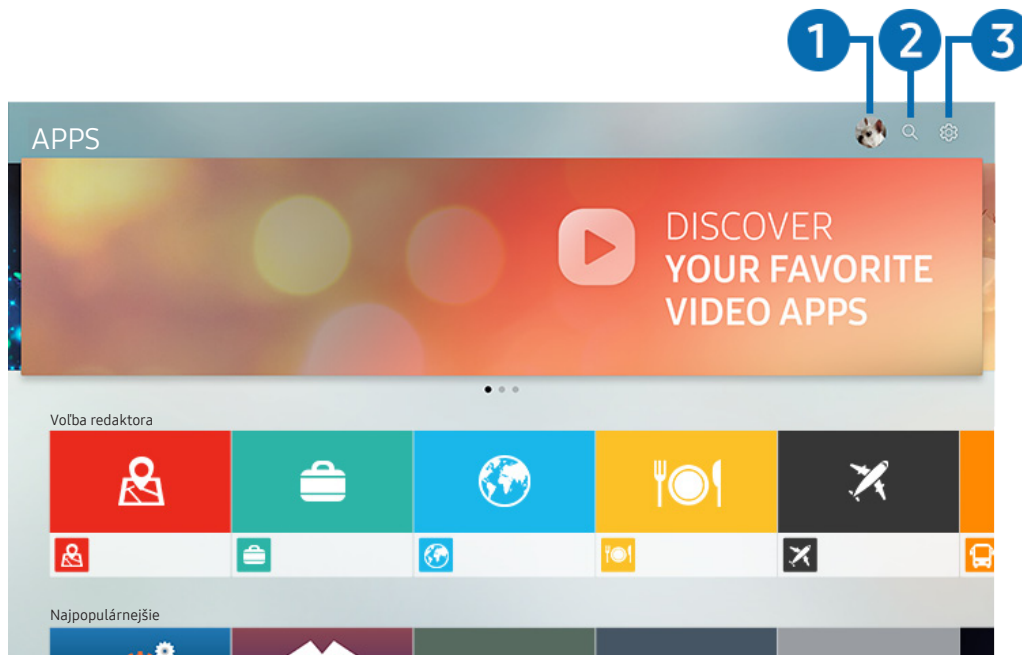 1 2 3
APPS
DISCOVER
YOUR FAVORITE
VIDEO APPS
Voľba redaktora
Najpopulárnejšie